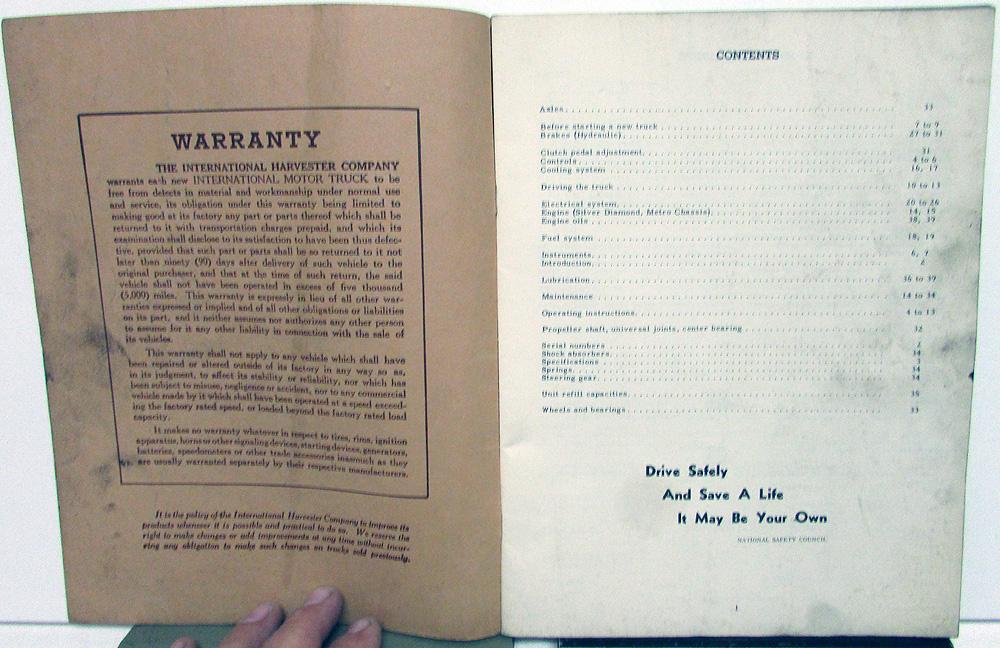 WARRANTY
THE INTERNATIONAL HARVESTER COMPANY
warrants each new INTERNATIONAL MOTOR TRUCK to be
free from defects in material and workmanship under normal use
and service, its obligation under this warranty being limited to
making good at its factory any part or parts thereof which shall be
returned to it with transportation charges prepaid, and which its
examination shall disclose to its satisfaction to have been thus defec-
tive, provided that such part or parts shall be so returned to it not
later than ninety (90) days after delivery of such vehicle to the
original purchaser, and that at the time of such return, the said
vehicle shall not have been operated in excess of five thousand
(5,000) miles. This warranty is expressly in lieu of all other war-
ranties expressed or implied and of all other obligations or liabilities
on its part, and it neither assumes nor authorizes any other person
to assume for it any other liability in connection with the sale of
its vehicles.
This warranty shall not apply to any vehicle which shall have
been repaired or altered outside of its factory in any way so as,
in its judgment, to affect its stability or reliability, nor which has
been subject to misuse, negligence or accident, nor to any commercial
vehicle made by it which shall have been operated at a speed exceed-
ing the factory rated speed, or loaded beyond the factory rated load
capacity.
It makes no warranty whatever in respect to tires, rims, ignition
apparatus, horns or other signaling devices, starting devices, generators,
batteries, speedometers or other trade accessories inasmuch as they
are usually warranted separately by their respective manufacturers.
It is the policy of the International Harvester Company to improve its
products whenever it is possible and practical to do so. We reserve the
right to make changes or add improvements at any time without incur-
ring any obligation to make such changes on trucks sold previously.
CONTENTS
Axles 33
Before starting a new truck 7 to 9
Brakes (Hydraulic) 27 to 31
Clutch pedal adjustment 31
Controls 4 to 6
Cooling system 16, 17
Driving the truck 10 to 13
Electrical system 20 to 26
Engine (Silver Diamond, Metro Chassis) 14, 15
Engine oils 38, 39
Fuel system 18, 19
Instruments 6, 7
Introduction 2
Lubrication 36 to 39
Maintenance 14 to 34
Operating instructions 4 to 13
Propeller shaft, universal joints, center bearing 32
Serial numbers 2
Shock absorbers 34
Specifications 3
Springs 34
Steering gear 34
Unit refill capacities 38
Wheels and bearings 33
Drive Safely
And Save A Life
It May Be Your Own
NATIONAL SAFETY COUNCIL
1